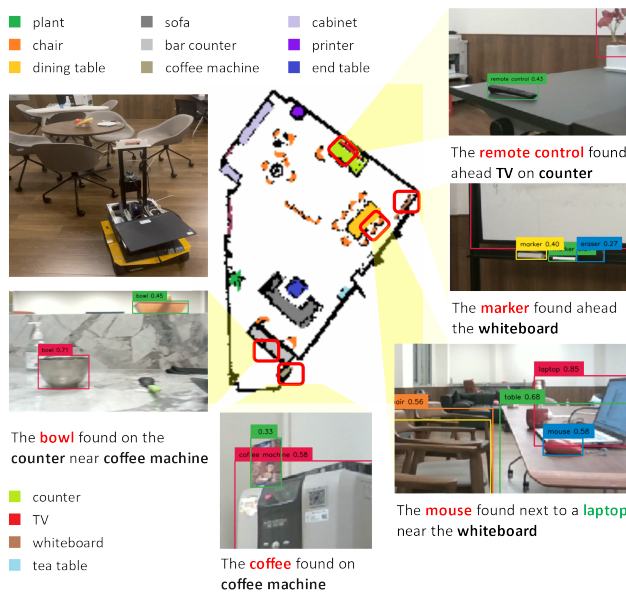 plant
sofa
cabinet
chair
bar counter
printer
dining table
coffee machine
end table
remote control 0.43
The remote control found
ahead TV on counter
marker 0.40
eraser 0.27
The marker found ahead
the whiteboard
bowl 0.45
bowl 0.71
The bowl found on the
counter near coffee machine
laptop 0.85
table 0.68
mouse 0.58
The mouse found next to a laptop
near the whiteboard
0.33
coffee machine 0.58
The coffee found on
coffee machine
counter
TV
whiteboard
tea table